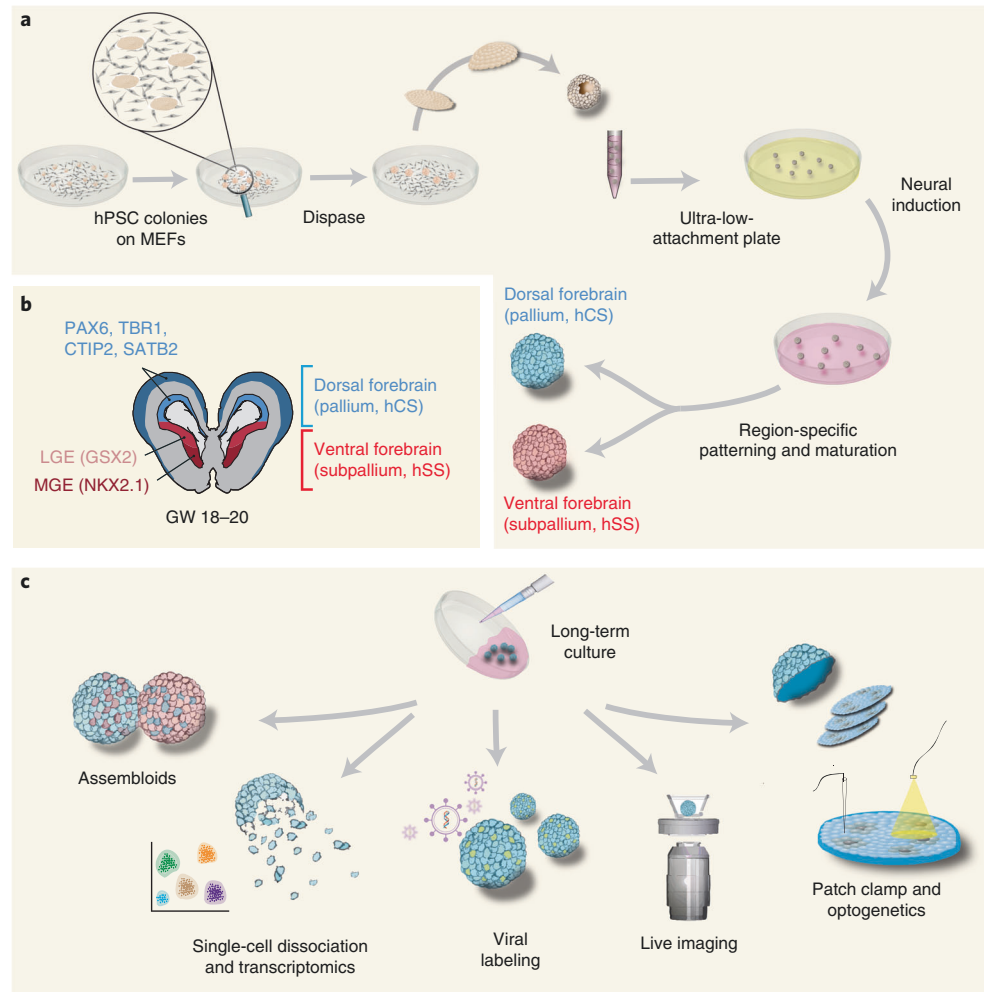 a
hPSC colonies
on MEFs
Dispase
Ultra-low-
attachment plate
Neural
induction
Dorsal forebrain
(pallium, hCS)
Region-specific
patterning and maturation
Ventral forebrain
(subpallium, hSS)
b
PAX6, TBR1,
CTIP2, SATB2
Dorsal forebrain
(pallium, hCS)
LGE (GSX2)
MGE (NKX2.1)
Ventral forebrain
(subpallium, hSS)
GW 18–20
c
Long-term
culture
Assembloids
Single-cell dissociation
and transcriptomics
Viral
labeling
Live imaging
Patch clamp and
optogenetics